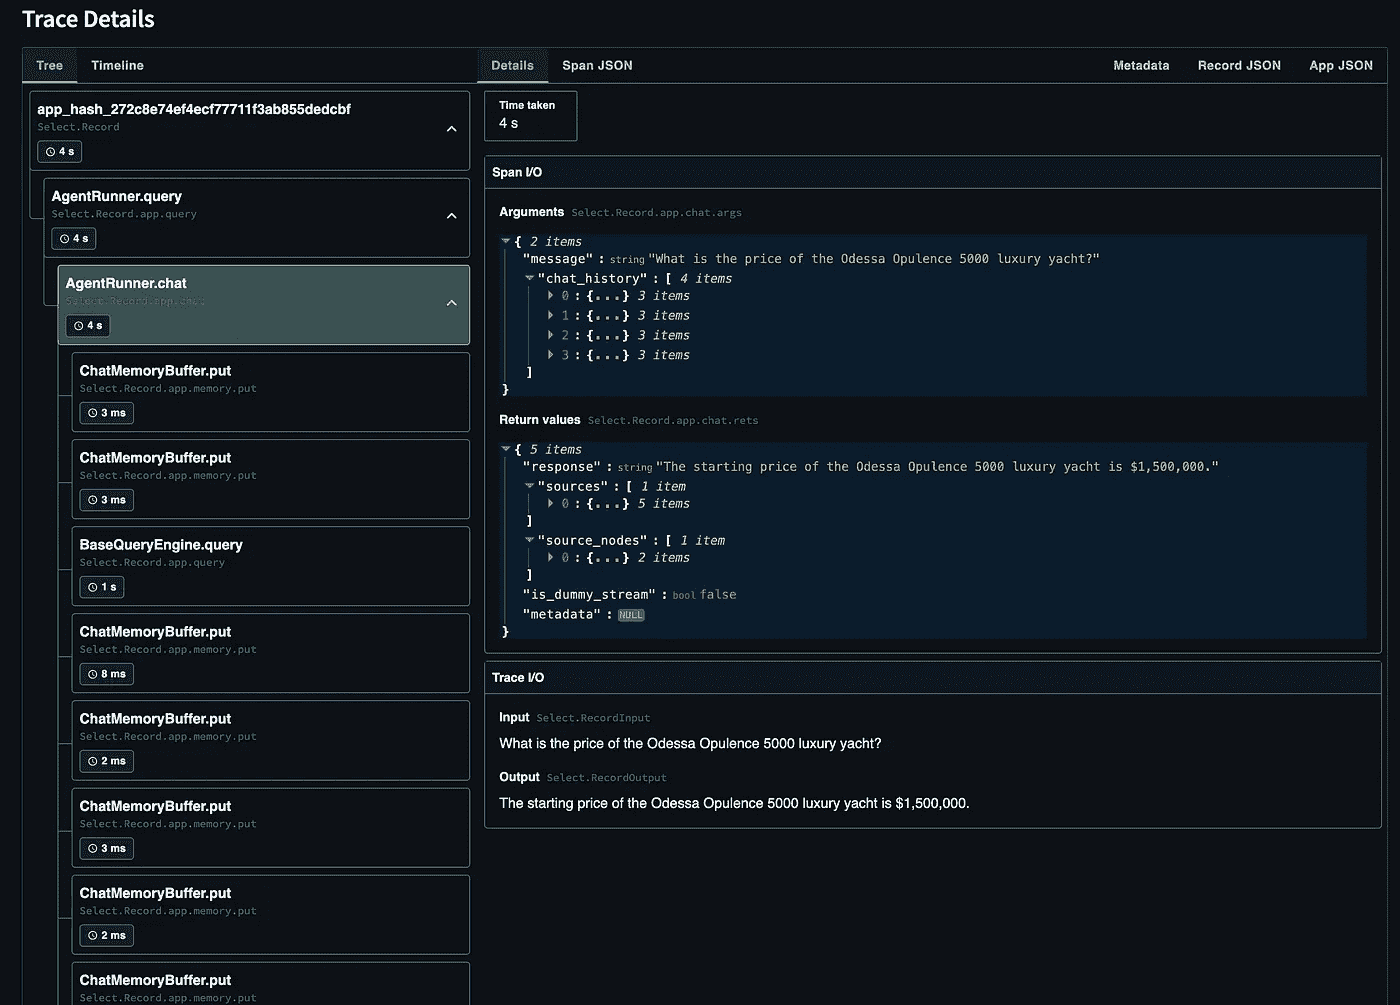 Trace Details
Tree Timeline
app_hash_272c8e74ef4ecf77711f3ab855dedcbf
Select.Record
4 s
AgentRunner.query
Select.Record.app.query
4 s
AgentRunner.chat
Select.Record.app.chat
4 s
ChatMemoryBuffer.put
Select.Record.app.memory.put
3 ms
ChatMemoryBuffer.put
Select.Record.app.memory.put
3 ms
BaseQueryEngine.query
Select.Record.app.query
1 s
ChatMemoryBuffer.put
Select.Record.app.memory.put
8 ms
ChatMemoryBuffer.put
Select.Record.app.memory.put
2 ms
ChatMemoryBuffer.put
Select.Record.app.memory.put
3 ms
ChatMemoryBuffer.put
Select.Record.app.memory.put
2 ms
ChatMemoryBuffer.put
Select.Record.app.memory.put
Details Span JSON Metadata Record JSON App JSON
Time taken
4 s
Span I/O
Arguments Select.Record.app.chat.args
{ 2 items
"message" : string "What is the price of the Odessa Opulence 5000 luxury yacht?"
"chat_history" : [ 4 items
0 : {...} 3 items
1 : {...} 3 items
2 : {...} 3 items
3 : {...} 3 items
]
}
Return values Select.Record.app.chat.rets
{ 5 items
"response" : string "The starting price of the Odessa Opulence 5000 luxury yacht is $1,500,000."
"sources" : [ 1 item
0 : {...} 5 items
]
"source_nodes" : [ 1 item
0 : {...} 2 items
]
"is_dummy_stream" : bool false
"metadata" : NULL
}
Trace I/O
Input Select.RecordInput
What is the price of the Odessa Opulence 5000 luxury yacht?
Output Select.RecordOutput
The starting price of the Odessa Opulence 5000 luxury yacht is $1,500,000.